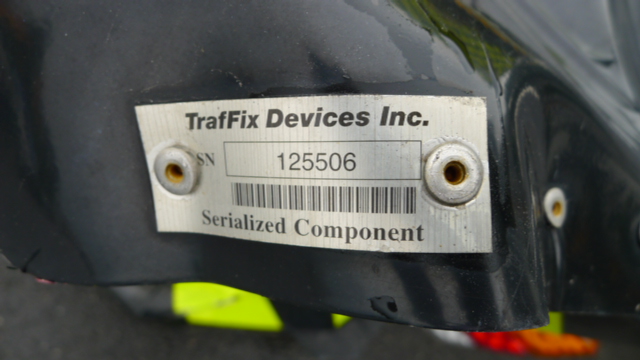 TrafFix Devices Inc.
SN 125506
Serialized Component